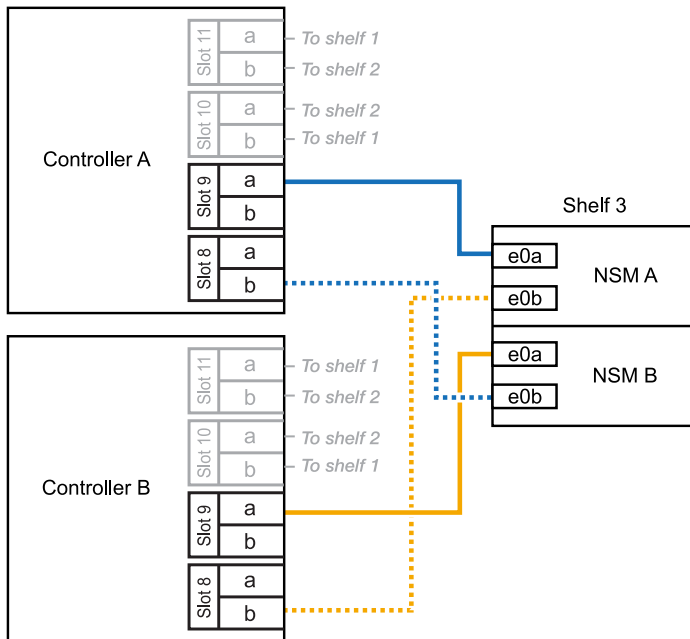 Controller A
Slot 11
a
To shelf 1
b
To shelf 2
Slot 10
a
To shelf 2
b
To shelf 1
Slot 9
a
b
Slot 8
a
b
Shelf 3
e0a
NSM A
e0b
e0a
NSM B
e0b
Controller B
Slot 11
a
To shelf 1
b
To shelf 2
Slot 10
a
To shelf 2
b
To shelf 1
Slot 9
a
b
Slot 8
a
b